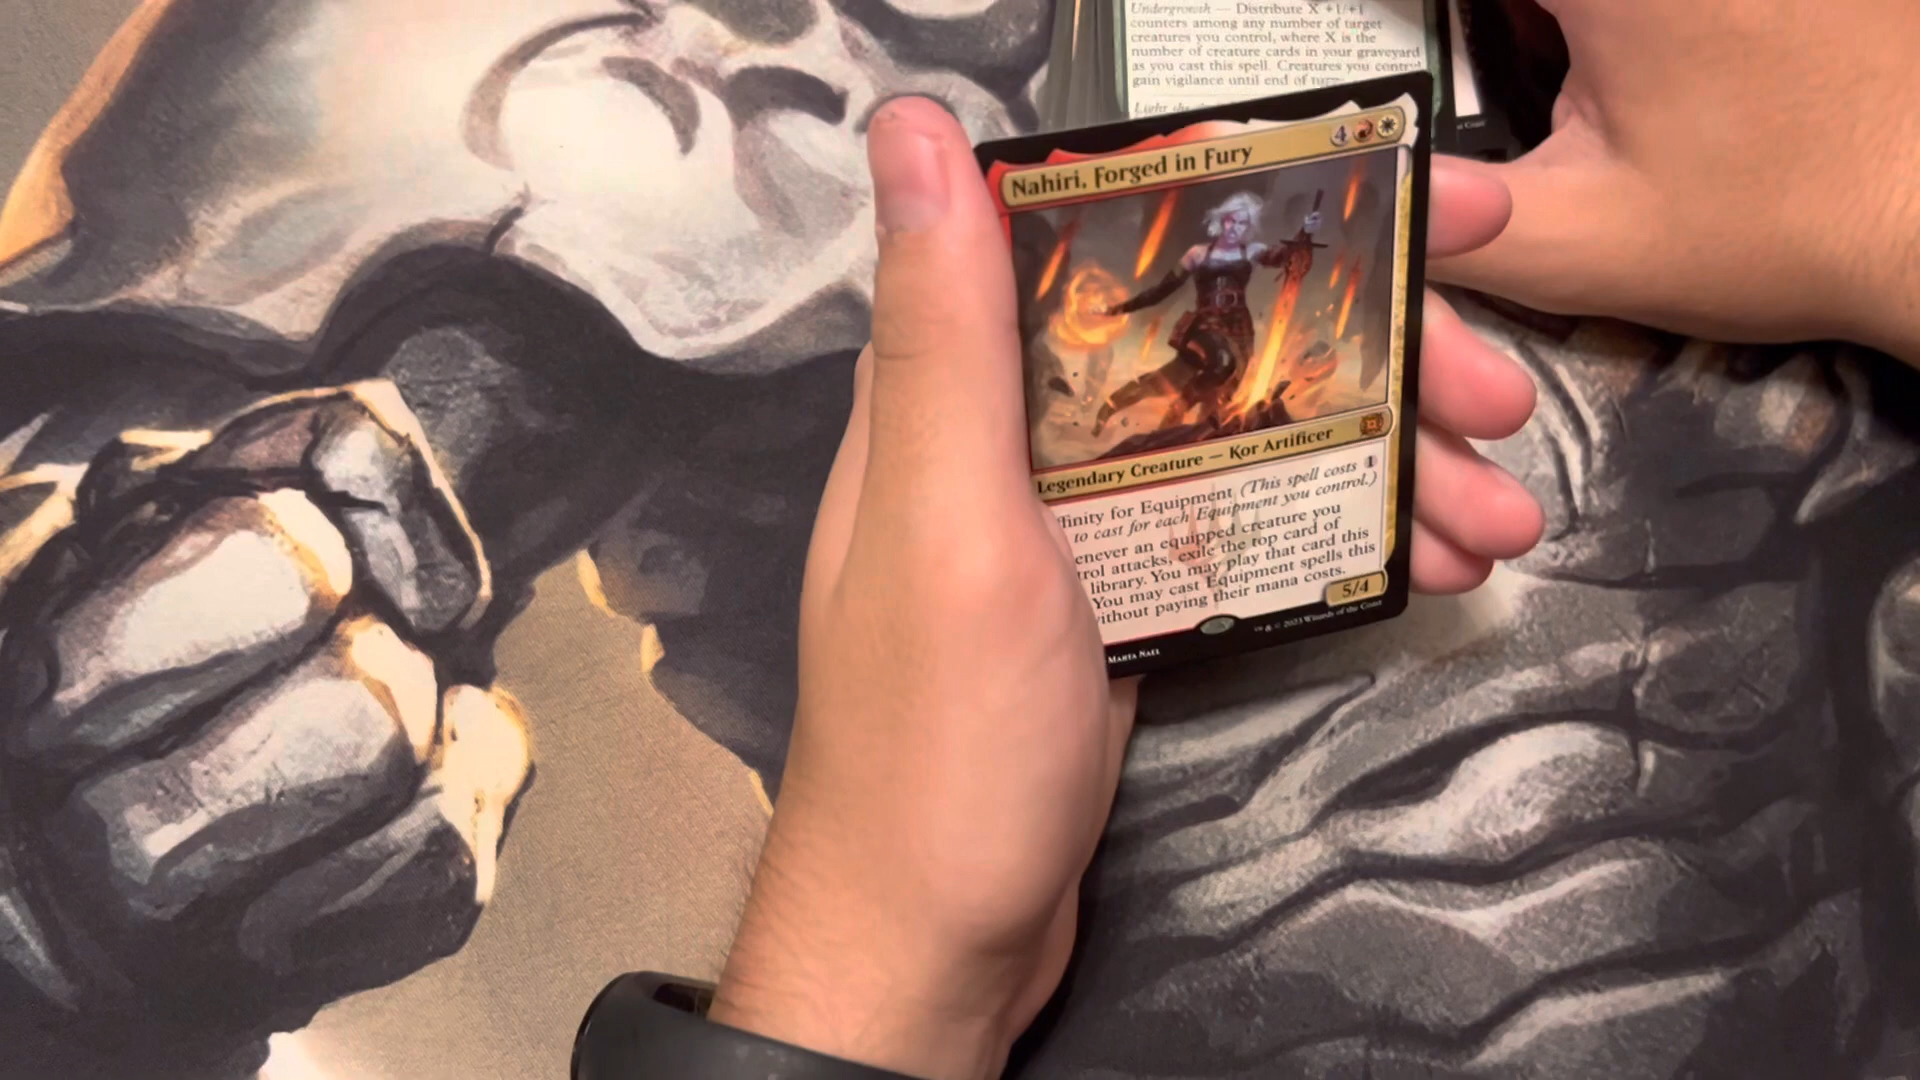 Undergrowth — Distribute X +1/+1
counters among any number of target
creatures you control, where X is the
number of creature cards in your graveyard
as you cast this spell. Creatures you control
gain vigilance until end of turn.
Light
Nahiri, Forged in Fury
4
Legendary Creature — Kor Artificer
finity for Equipment (This spell costs 1
to cast for each Equipment you control.)
enever an equipped creature you
trol attacks, exile the top card of
library. You may play that card this
You may cast Equipment spells this
ithout paying their mana costs.
5/4
™ & © 2023 Wizards of the Coast
Marta Nael